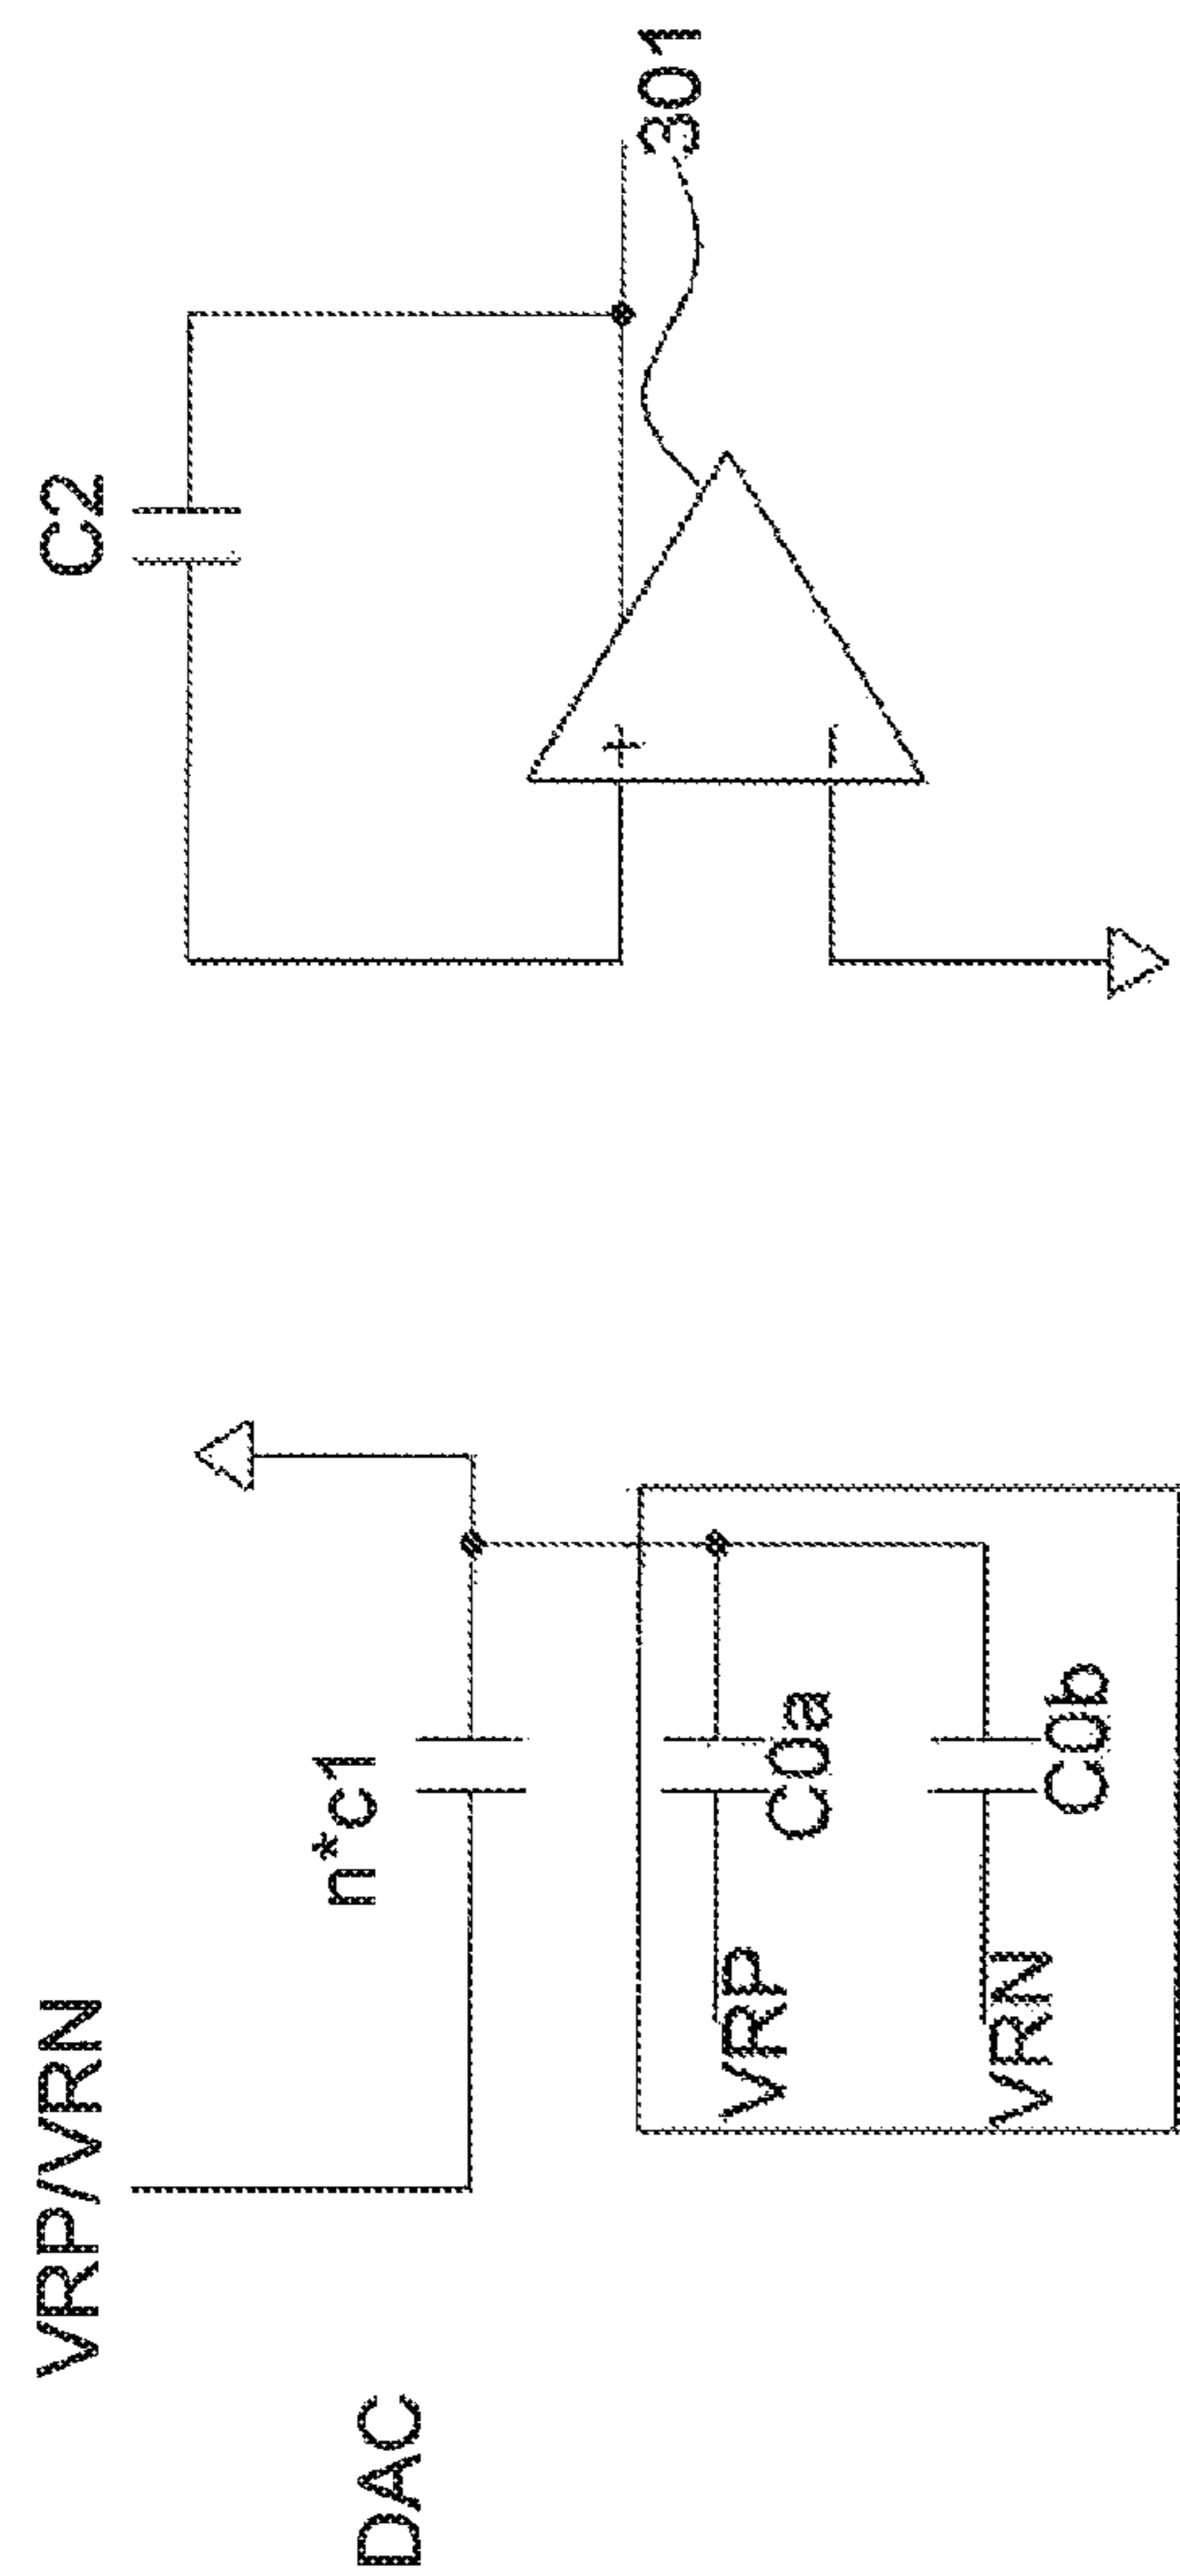 DAC
VRP/VRN
n*c1
VRP
C0a
VRN
C0b
C2
+
−
301